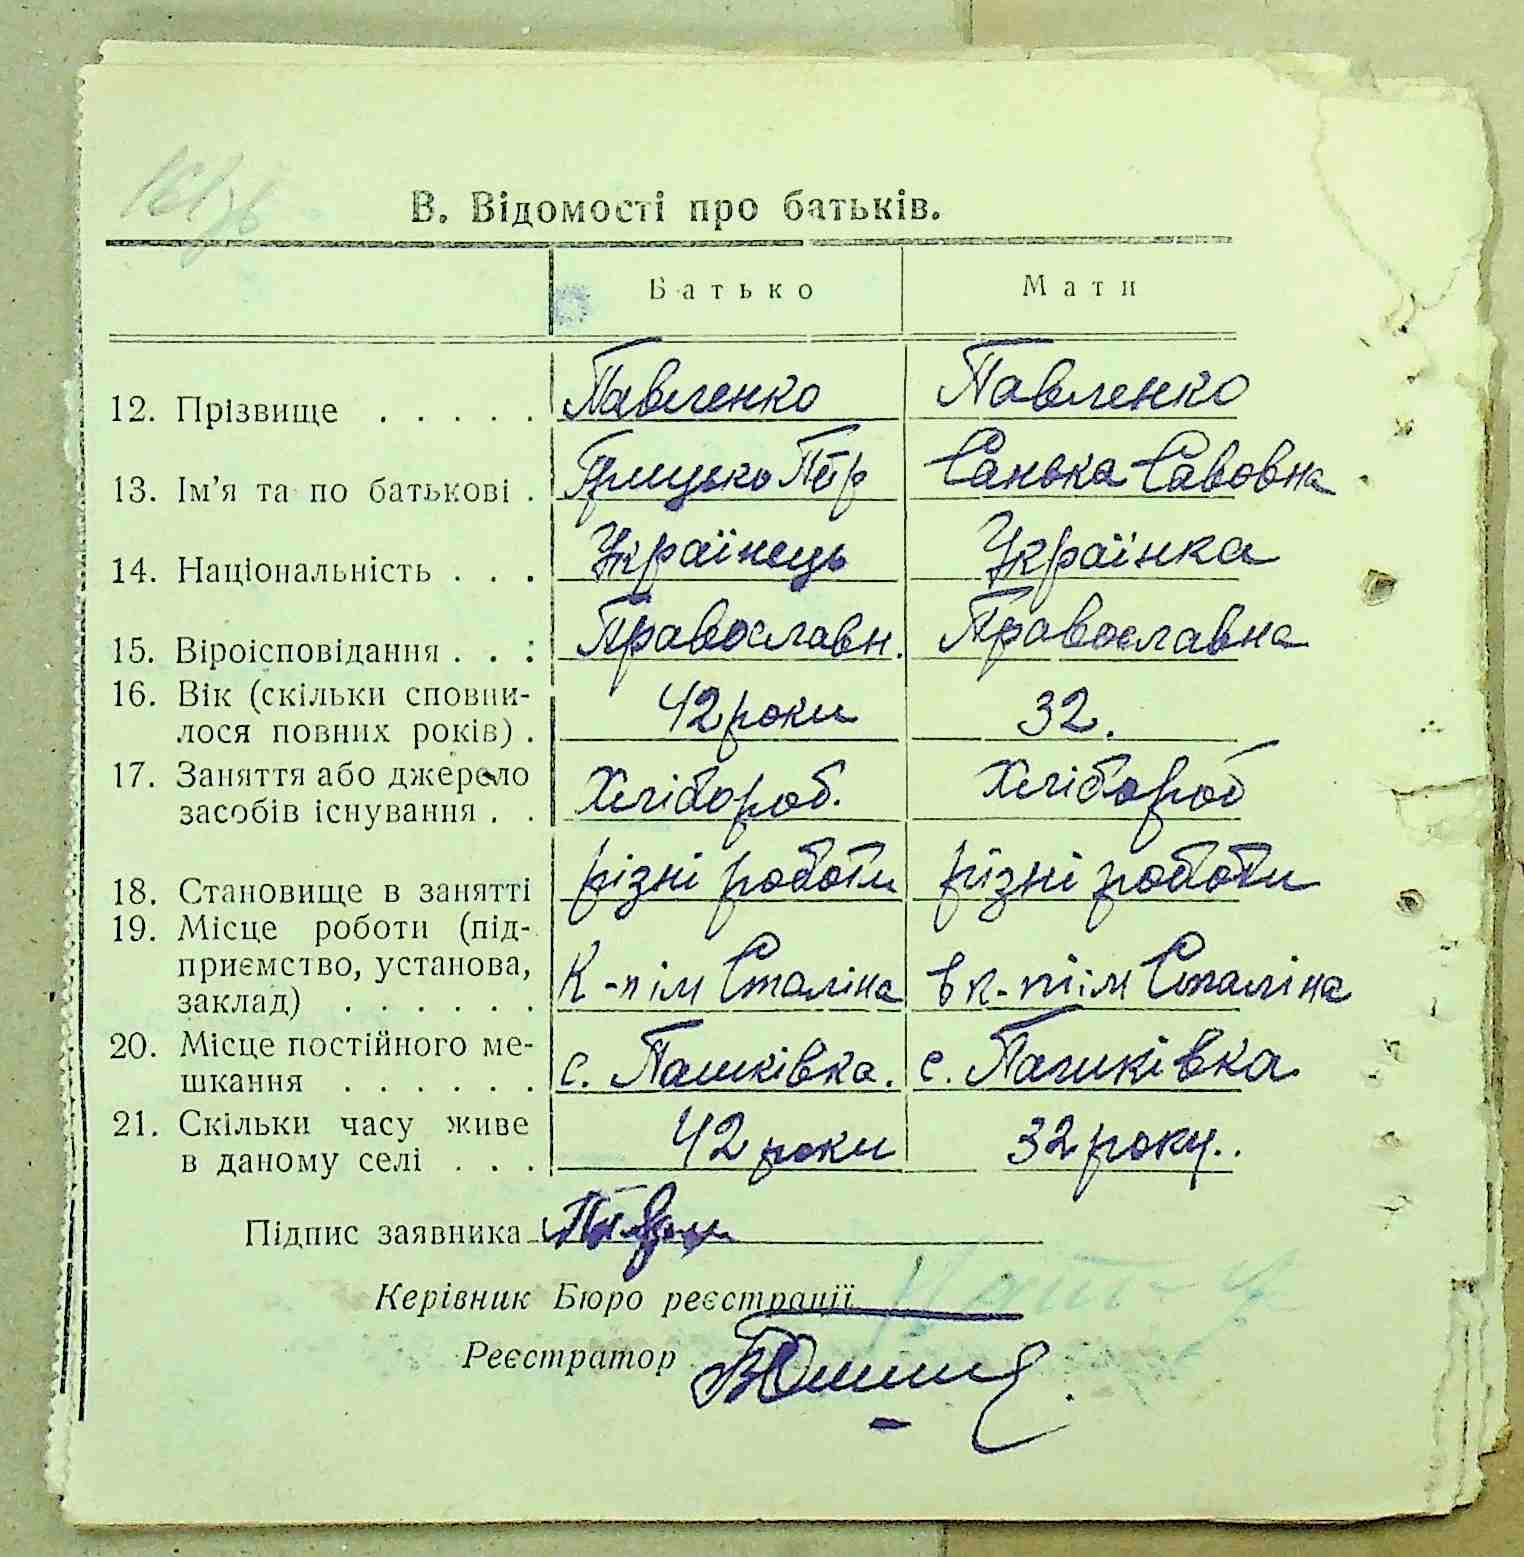 В. Відомості про батьків.
Батько Мати
12. Прізвище . . . . . Павленко Павленко
13. Ім'я та по батькові . Грицько Петр Санька Савовна
14. Національність . . . Українець Українка
15. Віроісповідання . . : Православн. Православна
16. Вік (скільки сповни-
лося повних років) . 42 роки 32.
17. Заняття або джерело
засобів існування . . Хлібороб. Хлібороб
18. Становище в занятті різні роботи різні роботи
19. Місце роботи (під-
приємство, установа,
заклад) . . . . . . К-п ім Сталіна в к-п ім Сталіна
20. Місце постійного ме-
шкання . . . . . . с. Пашківка. с. Пашківка
21. Скільки часу живе
в даному селі . . . 42 роки 32 року..
Підпис заявника
Керівник Бюро реєстрації
Реєстратор